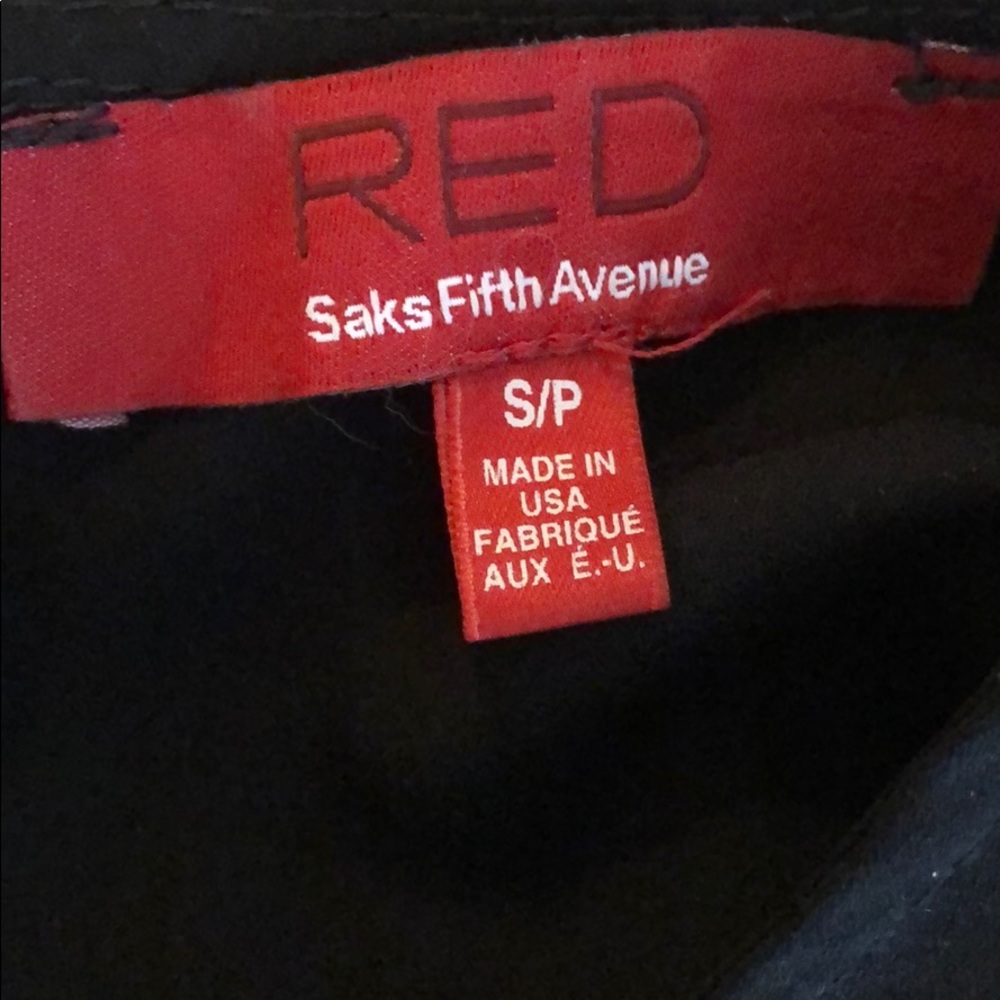 RED
Saks Fifth Avenue
S/P
MADE IN
USA
FABRIQUÉ
AUX É.-U.